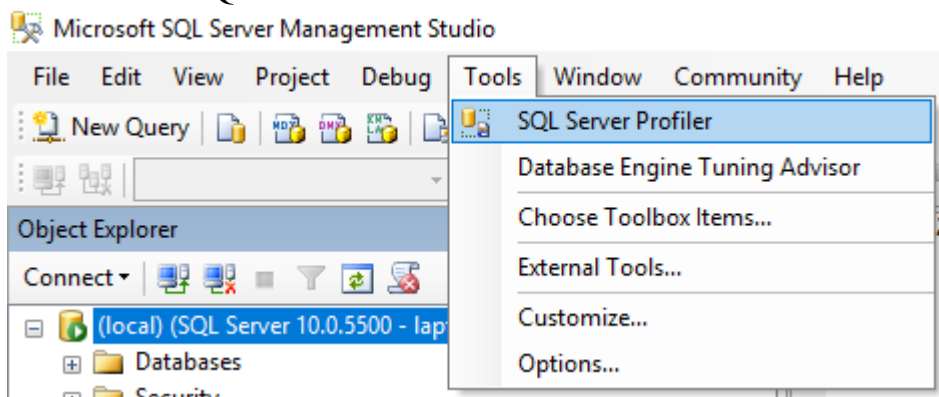 Microsoft SQL Server Management Studio
File Edit View Project Debug Tools Window Community Help
New Query
SQL Server Profiler
Database Engine Tuning Advisor
Choose Toolbox Items...
External Tools...
Customize...
Options...
Object Explorer
Connect
(local) (SQL Server 10.0.5500 - lap
Databases
Security